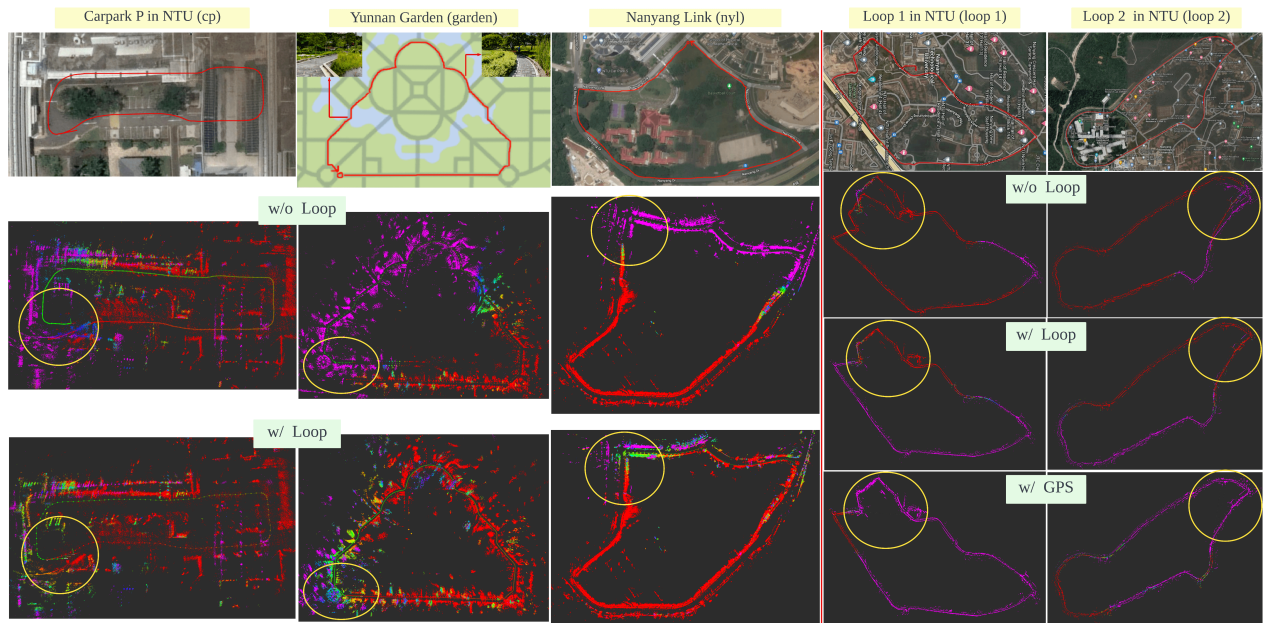 Carpark P in NTU (cp)
Yunnan Garden (garden)
Nanyang Link (nyl)
Loop 1 in NTU (loop 1)
Loop 2 in NTU (loop 2)
w/o Loop
w/o Loop
w/ Loop
w/ Loop
w/ GPS